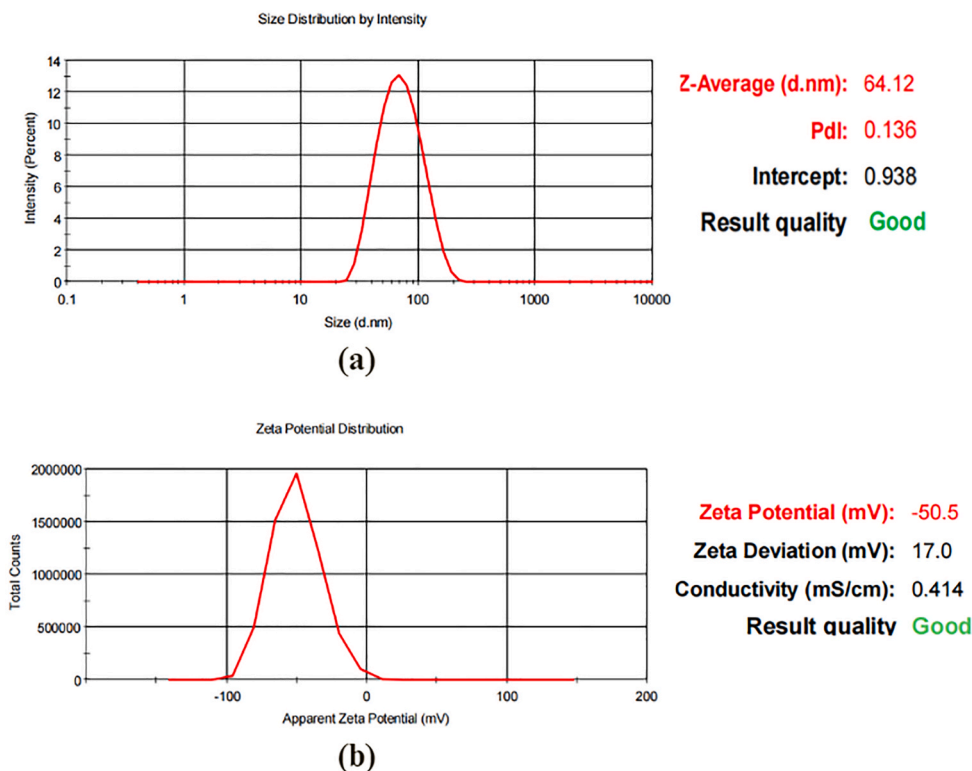 Size Distribution by Intensity
14
12
10
8
6
4
2
0
Intensity (Percent)
0.1 1 10 100 1000 10000
Size (d.nm)
Z-Average (d.nm): 64.12
PdI: 0.136
Intercept: 0.938
Result quality Good
(a)
Zeta Potential Distribution
2000000
1500000
1000000
500000
0
Total Counts
-100 0 100 200
Apparent Zeta Potential (mV)
Zeta Potential (mV): -50.5
Zeta Deviation (mV): 17.0
Conductivity (mS/cm): 0.414
Result quality Good
(b)